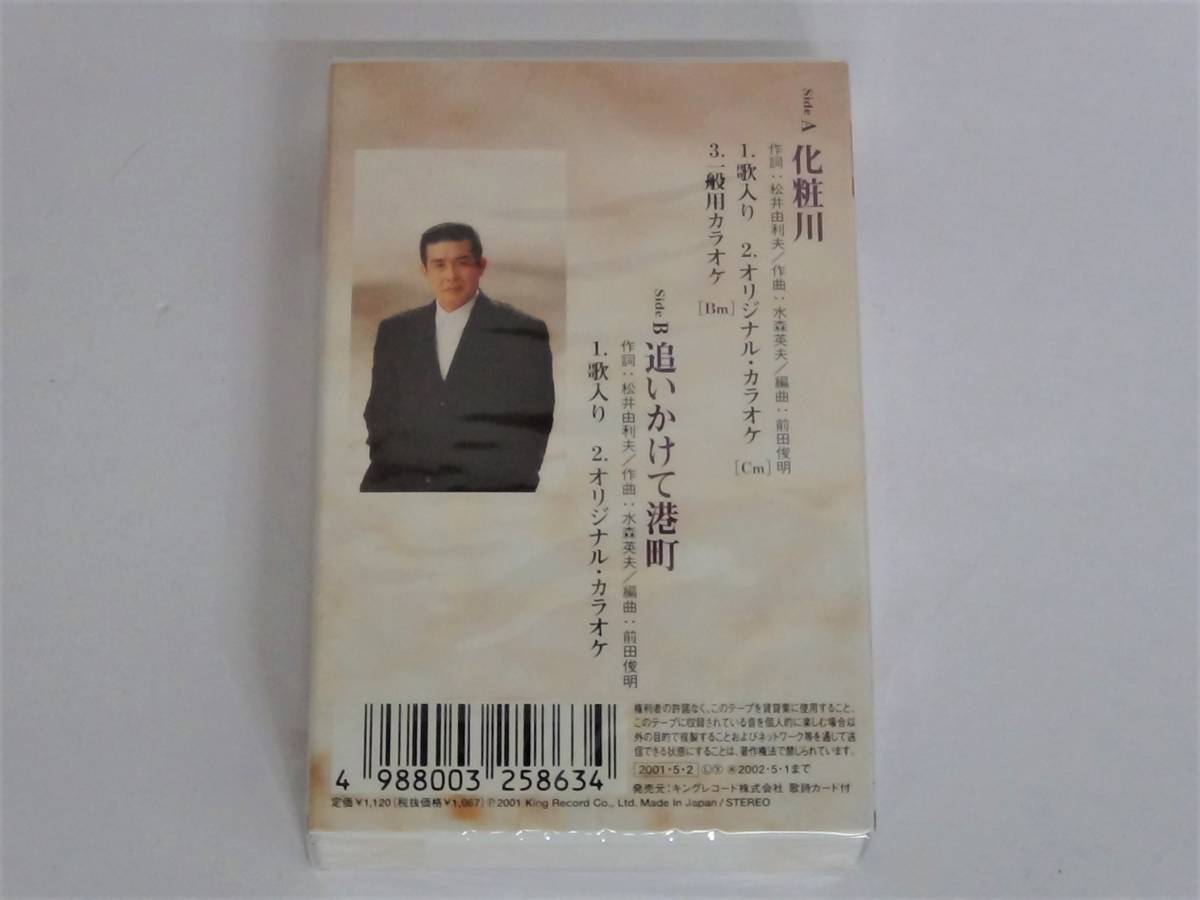 Side A 化粧川
作詞：松井由利夫／作曲：水森英夫／編曲：前田俊明
1. 歌入り 2. オリジナル・カラオケ [Cm]
3. 一般用カラオケ [Bm]
Side B 追いかけて港町
作詞：松井由利夫／作曲：水森英夫／編曲：前田俊明
1. 歌入り 2. オリジナル・カラオケ
権利者の許諾なく、このテープを賃貸業に使用すること、
このテープに収録されている音を個人的に楽しむ場合以
外の目的で複製することおよびネットワーク等を通じて送
信できる状態にすることは、著作権法で禁じられています。
2001・5・2 2002・5・1まで
発売元：キングレコード株式会社 歌詩カード付
4 988003 258634
定価¥1,120(税抜価格¥1,067) Ⓟ2001 King Record Co., Ltd. Made In Japan / STEREO